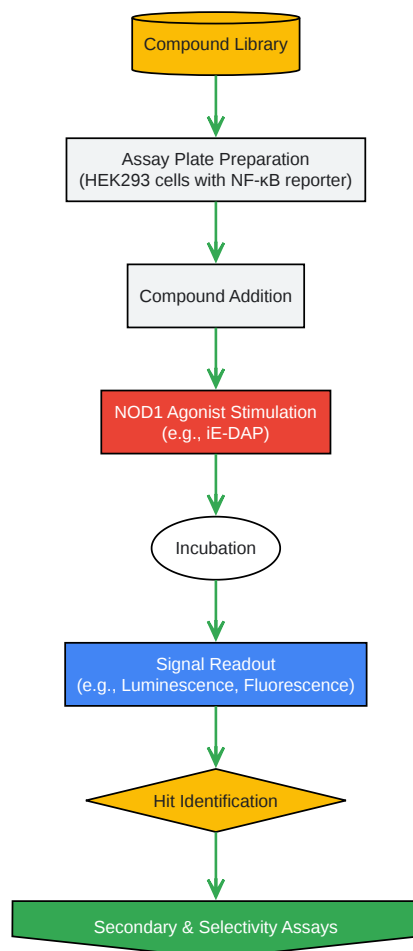 Compound Library
Assay Plate Preparation
(HEK293 cells with NF-κB reporter)
Compound Addition
NOD1 Agonist Stimulation
(e.g., iE-DAP)
Incubation
Signal Readout
(e.g., Luminescence, Fluorescence)
Hit Identification
Secondary & Selectivity Assays